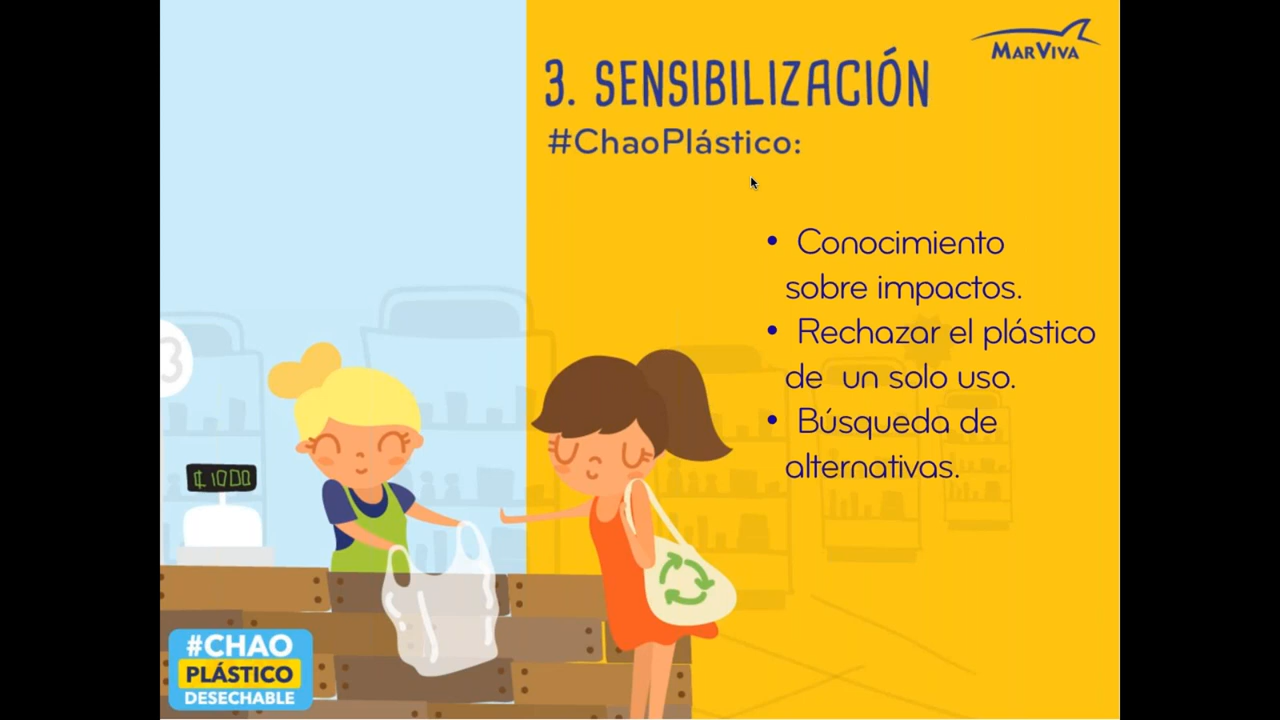 MARVIVA
3. SENSIBILIZACIÓN
#ChaoPlástico:
• Conocimiento
sobre impactos.
• Rechazar el plástico
de un solo uso.
• Búsqueda de
alternativas.
3
₡1000
#CHAO
PLÁSTICO
DESECHABLE